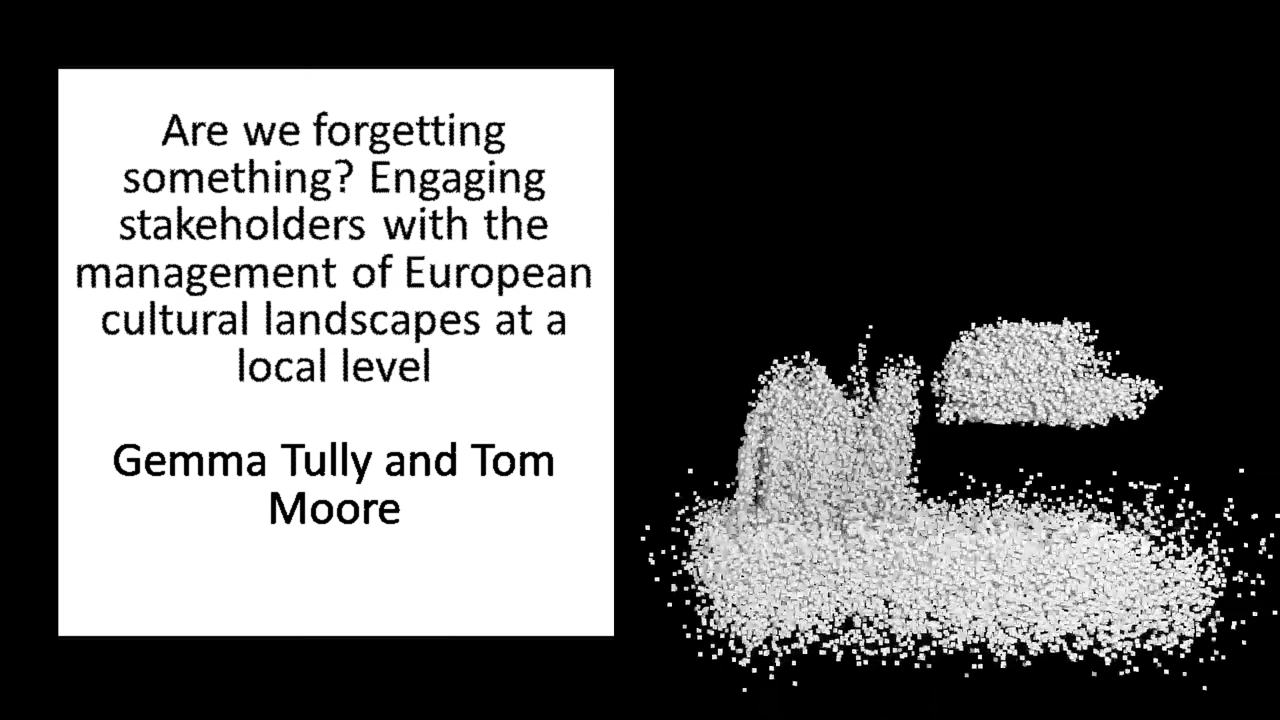 Are we forgetting
something? Engaging
stakeholders with the
management of European
cultural landscapes at a
local level
Gemma Tully and Tom
Moore